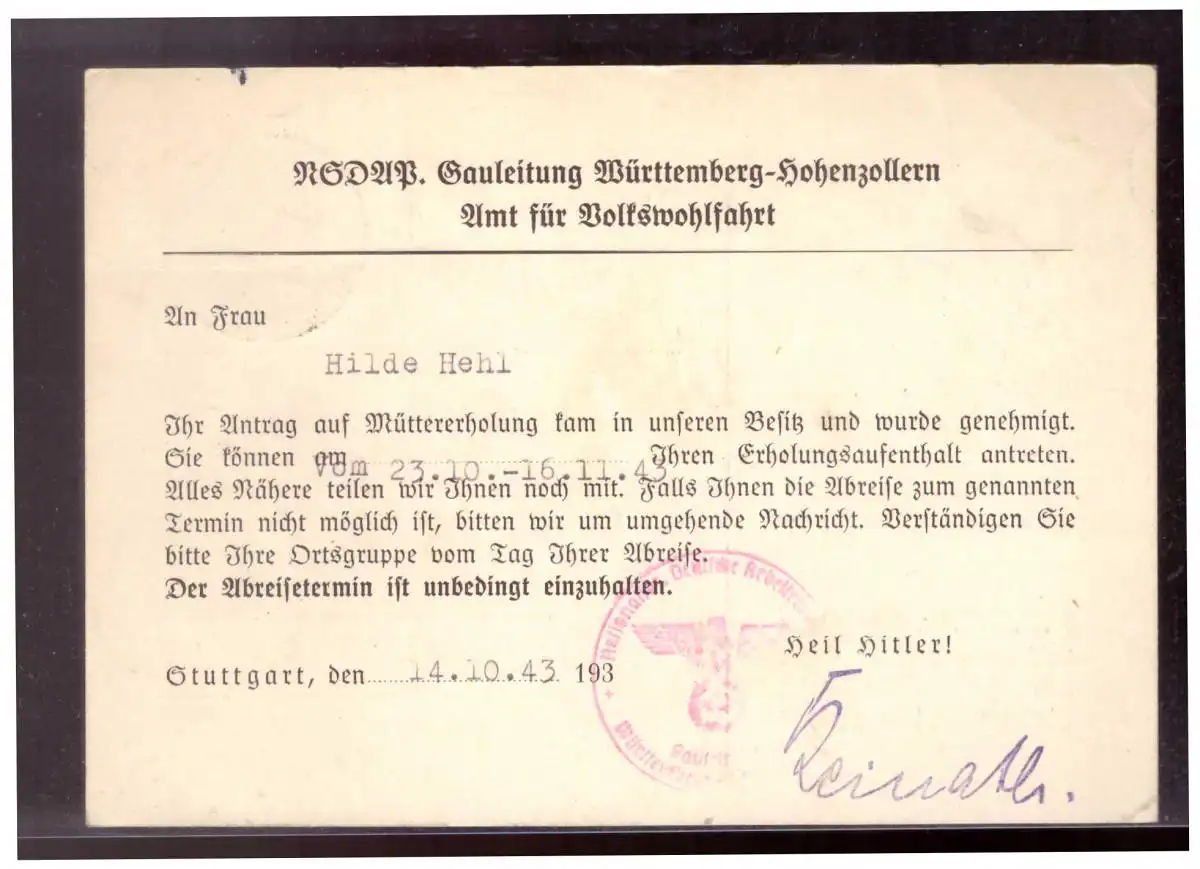 NSDAP. Gauleitung Württemberg-Hohenzollern
Amt für Volkswohlfahrt
An Frau
Hilde Hehl
Ihr Antrag auf Müttererholung kam in unseren Besitz und wurde genehmigt.
Sie können am vom 23.10.-16.11.43 Ihren Erholungsaufenthalt antreten.
Alles Nähere teilen wir Ihnen noch mit. Falls Ihnen die Abreise zum genannten
Termin nicht möglich ist, bitten wir um umgehende Nachricht. Verständigen Sie
bitte Ihre Ortsgruppe vom Tag Ihrer Abreise.
Der Abreisetermin ist unbedingt einzuhalten.
Heil Hitler!
Stuttgart, den 14.10.43 193
Deutsche